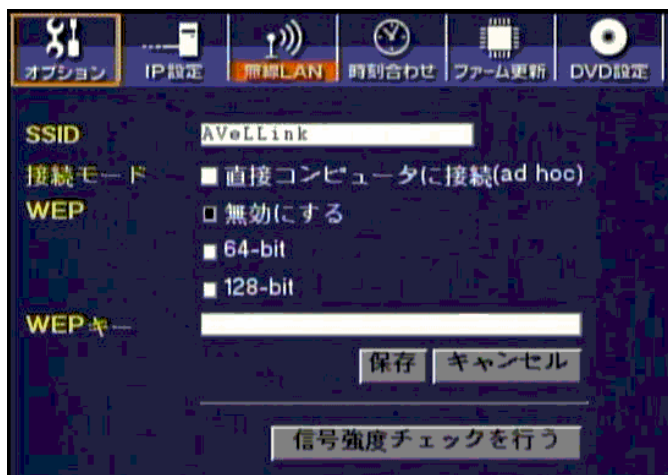 オプション IP設定 無線LAN 時刻合わせ ファーム更新 DVD設定
SSID AVeLLink
接続モード 直接コンピュータに接続(ad hoc)
WEP 無効にする
64-bit
128-bit
WEPキー
保存 キャンセル
信号強度チェックを行う